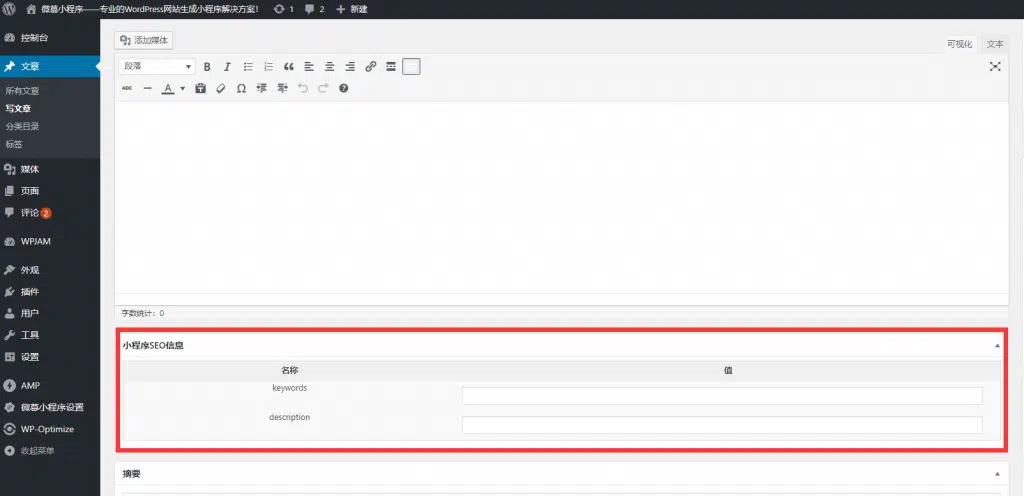 微慕小程序——专业的WordPress网站生成小程序解决方案! 1 2 新建
控制台
文章
所有文章
写文章
分类目录
标签
媒体
页面
评论 2
WPJAM
外观
插件
用户
工具
设置
AMP
微慕小程序设置
WP-Optimize
收起菜单
添加媒体
可视化 文本
段落
ABC
字数统计:0
小程序SEO信息
名称 值
keywords
description
摘要